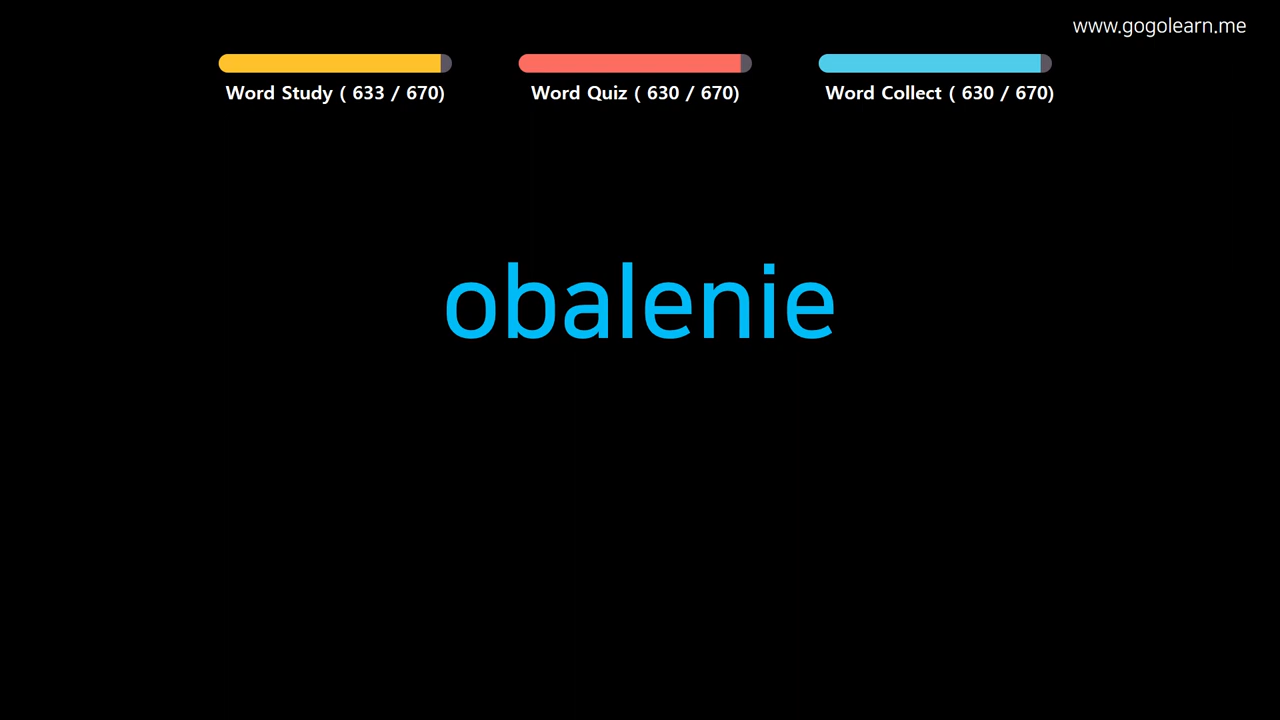 www.gogolearn.me
Word Study ( 633 / 670)
Word Quiz ( 630 / 670)
Word Collect ( 630 / 670)
obalenie